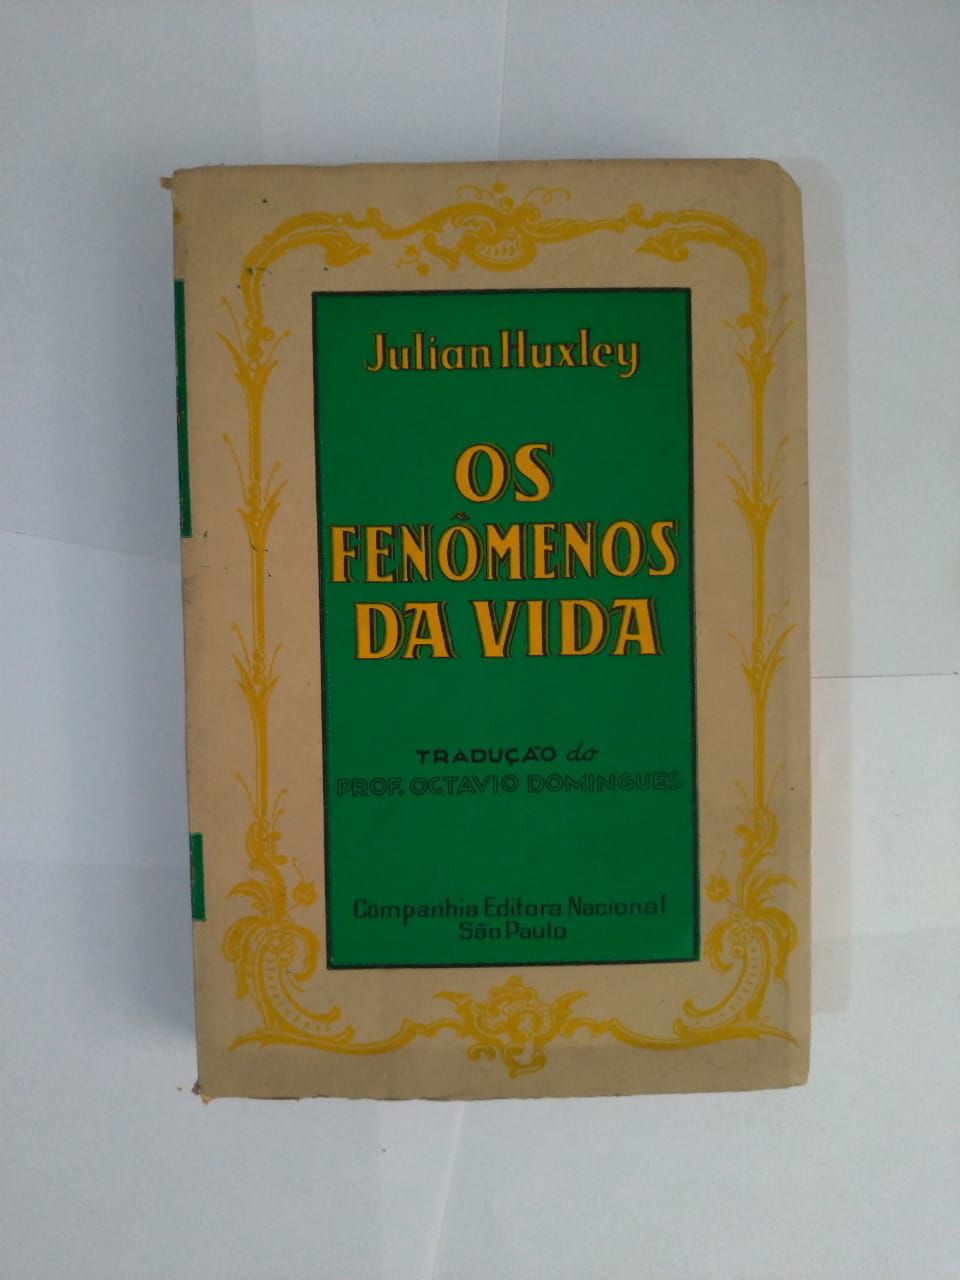 Julian Huxley
OS
FENÔMENOS
DA VIDA
TRADUÇÃO do
PROF. OCTAVIO DOMINGUES
Companhia Editora Nacional
São Paulo